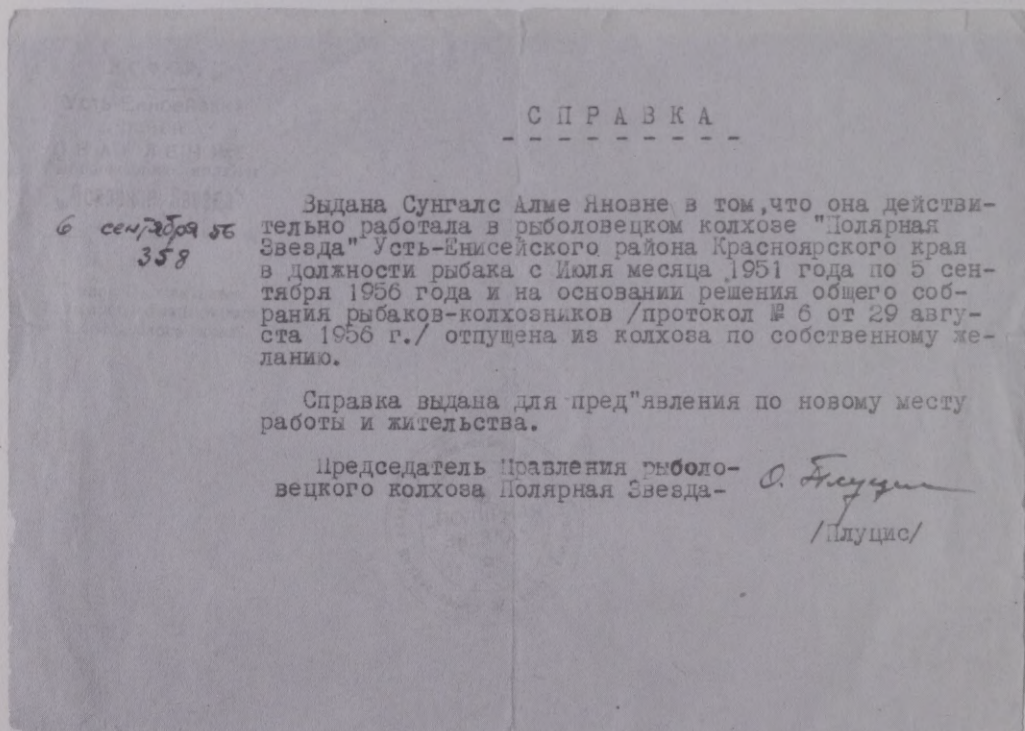 СПРАВКА
Усть-Енисейский
6 сентября 56
358
Выдана Сунгалс Алме Яновне в том,что она действи-
тельно работала в рыболовецком колхозе "Полярная
Звезда" Усть-Енисейского района Красноярского края
в должности рыбака с Июля месяца 1951 года по 5 сен-
тября 1956 года и на основании решения общего соб-
рания рыбаков-колхозников /протокол № 6 от 29 авгу-
ста 1956 г./ отпущена из колхоза по собственному же-
ланию.
Справка выдана для пред"явления по новому месту
работы и жительства.
Председатель Правления рыболо-
вецкого колхоза Полярная Звезда-
О. Плуцис
/Плуцис/